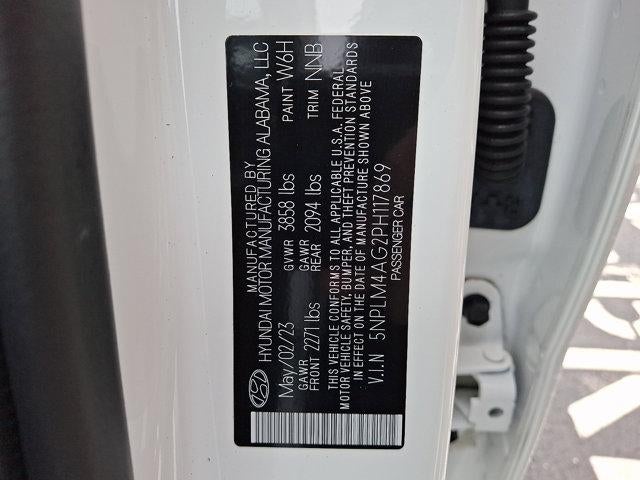 MANUFACTURED BY
HYUNDAI MOTOR MANUFACTURING ALABAMA, LLC
May/02/23 GVWR 3858 lbs PAINT W6H
GAWR FRONT 2271 lbs GAWR REAR 2094 lbs TRIM NNB
THIS VEHICLE CONFORMS TO ALL APPLICABLE U.S.A. FEDERAL
MOTOR VEHICLE SAFETY, BUMPER, AND THEFT PREVENTION STANDARDS
IN EFFECT ON THE DATE OF MANUFACTURE SHOWN ABOVE
V.I.N 5NPLM4AG2PH117869
PASSENGER CAR